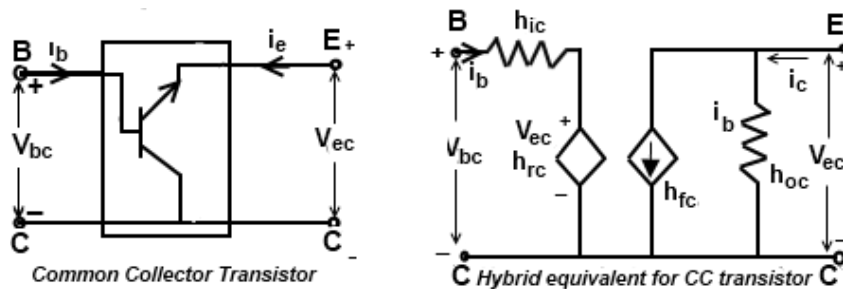 B i_b i_e E +
+
V_bc V_ec
−
C C −
Common Collector Transistor
B h_ic E
+ i_b i_c +
V_ec + i_b
V_bc h_rc V_ec
h_fc h_oc
−
− −
C C
Hybrid equivalent for CC transistor